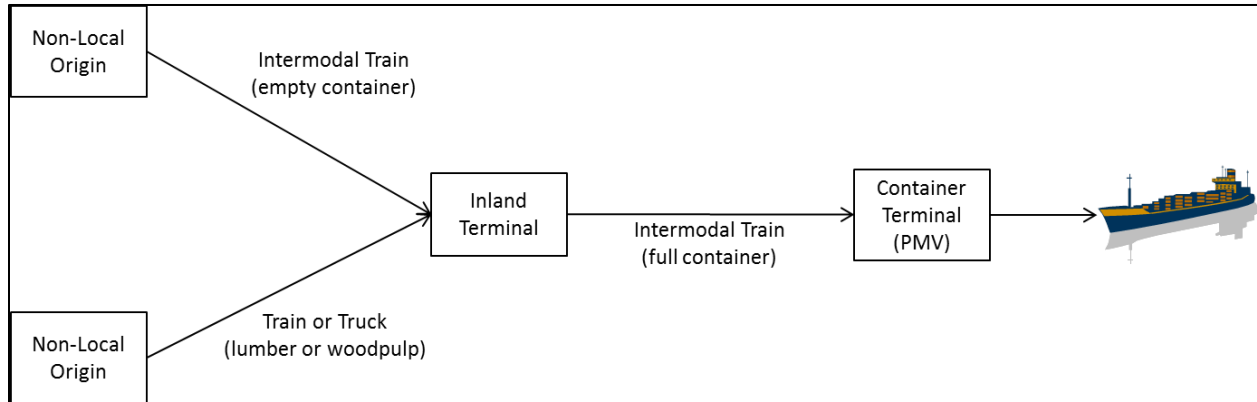 Non-Local
Origin
Intermodal Train
(empty container)
Inland
Terminal
Intermodal Train
(full container)
Container
Terminal
(PMV)
Train or Truck
(lumber or woodpulp)
Non-Local
Origin